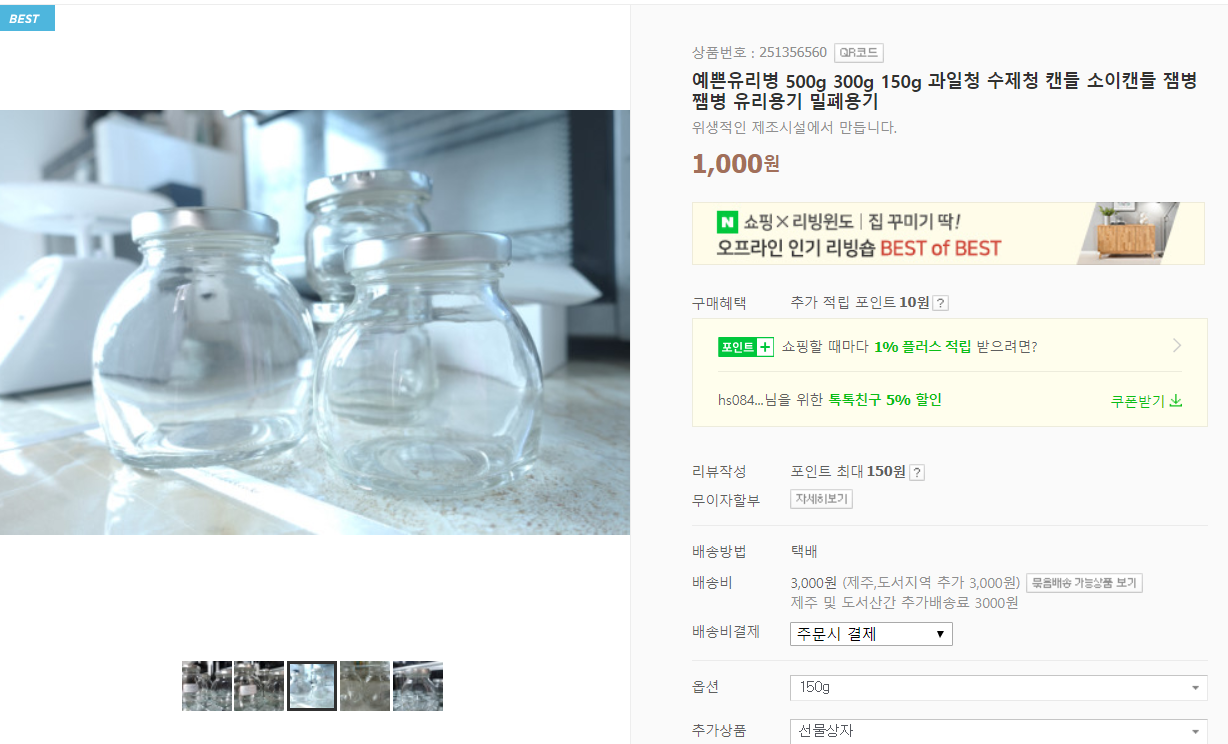 BEST
상품번호 : 251356560 QR코드
예쁜유리병 500g 300g 150g 과일청 수제청 캔들 소이캔들 잼병
쨈병 유리용기 밀폐용기
위생적인 제조시설에서 만듭니다.
1,000원
N 쇼핑×리빙윈도 | 집 꾸미기 딱!
오프라인 인기 리빙숍 BEST of BEST
구매혜택 추가 적립 포인트 10원 ?
포인트 + 쇼핑할 때마다 1% 플러스 적립 받으려면?
hs084...님을 위한 톡톡친구 5% 할인 쿠폰받기
리뷰작성 포인트 최대 150원 ?
무이자할부 자세히보기
배송방법 택배
배송비 3,000원 (제주,도서지역 추가 3,000원) 묶음배송 가능상품 보기
제주 및 도서산간 추가배송료 3000원
배송비결제 주문시 결제
옵션 150g
추가상품 선물상자